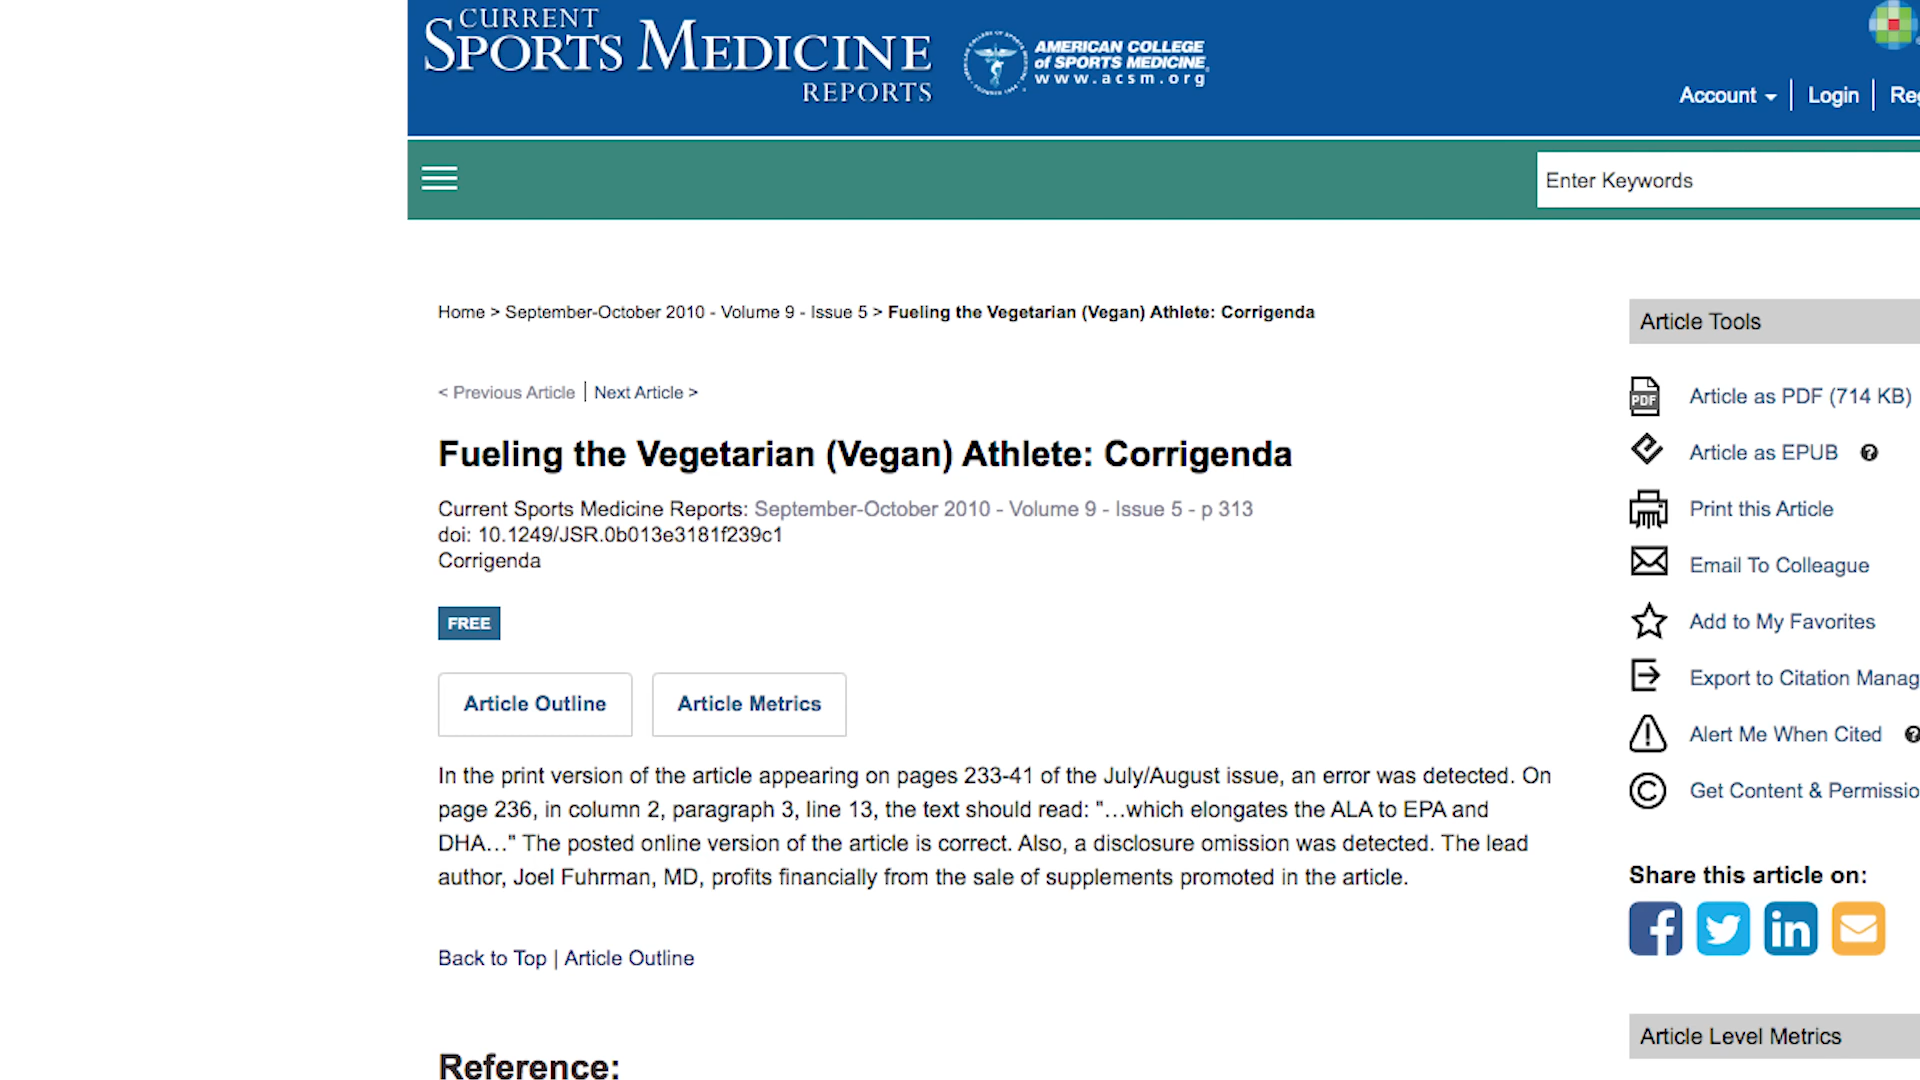 CURRENT
SPORTS MEDICINE
REPORTS
AMERICAN COLLEGE
of SPORTS MEDICINE
www.acsm.org
Account
Login
Enter Keywords
Home > September-October 2010 - Volume 9 - Issue 5 > Fueling the Vegetarian (Vegan) Athlete: Corrigenda
< Previous Article | Next Article >
Fueling the Vegetarian (Vegan) Athlete: Corrigenda
Current Sports Medicine Reports: September-October 2010 - Volume 9 - Issue 5 - p 313
doi: 10.1249/JSR.0b013e3181f239c1
Corrigenda
FREE
Article Outline
Article Metrics
In the print version of the article appearing on pages 233-41 of the July/August issue, an error was detected. On
page 236, in column 2, paragraph 3, line 13, the text should read: "…which elongates the ALA to EPA and
DHA…" The posted online version of the article is correct. Also, a disclosure omission was detected. The lead
author, Joel Fuhrman, MD, profits financially from the sale of supplements promoted in the article.
Back to Top | Article Outline
Reference:
Article Tools
PDF
Article as PDF (714 KB)
Article as EPUB
Print this Article
Email To Colleague
Add to My Favorites
Export to Citation Manag
Alert Me When Cited
Get Content & Permissio
Share this article on:
Article Level Metrics